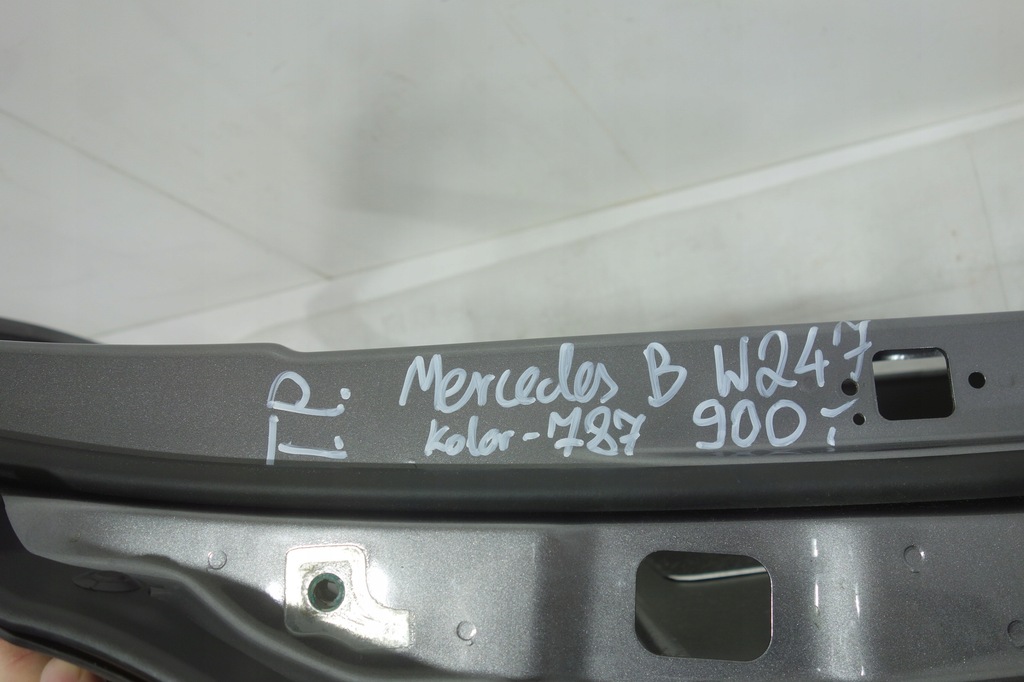 T.P.
Mercedes B W247
kolor-787 900,-